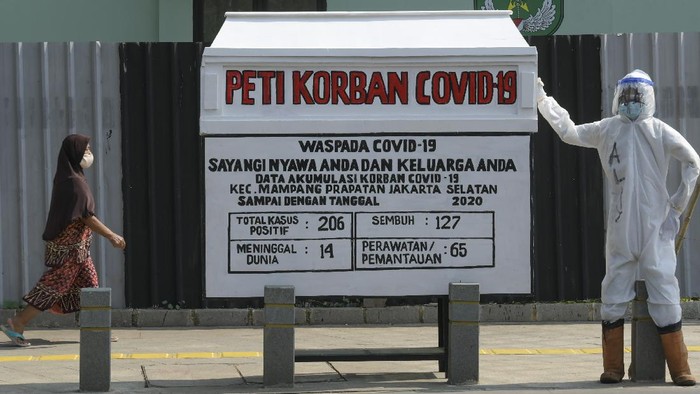 PETI KORBAN COVID-19
WASPADA COVID-19
SAYANGI NYAWA ANDA DAN KELUARGA ANDA
DATA AKUMULASI KORBAN COVID-19
KEC. MAMPANG PRAPATAN JAKARTA SELATAN
SAMPAI DENGAN TANGGAL 2020
TOTAL KASUS POSITIF : 206
SEMBUH : 127
MENINGGAL DUNIA : 14
PERAWATAN/ PEMANTAUAN : 65